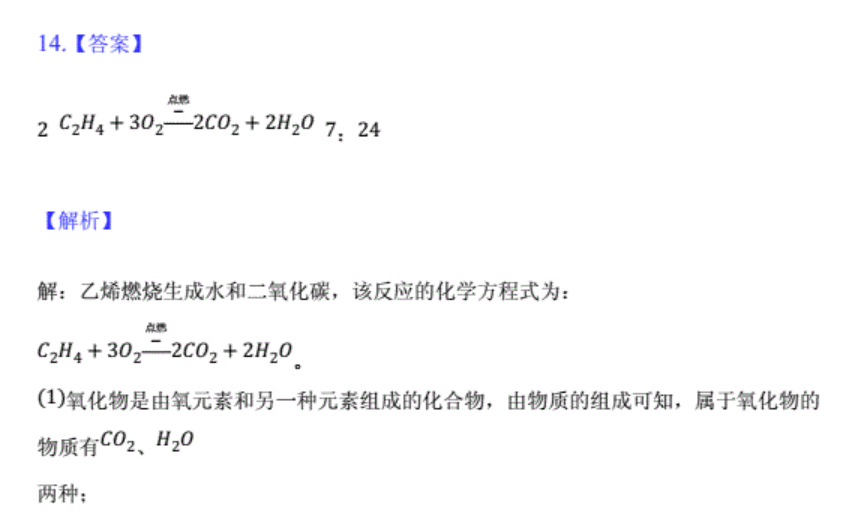 14.【答案】
2 C₂H₄ + 3O₂ 点燃 2CO₂ + 2H₂O 7：24
【解析】
解：乙烯燃烧生成水和二氧化碳，该反应的化学方程式为：
C₂H₄ + 3O₂ 点燃 2CO₂ + 2H₂O。
(1)氧化物是由氧元素和另一种元素组成的化合物，由物质的组成可知，属于氧化物的
物质有CO₂、H₂O
两种；